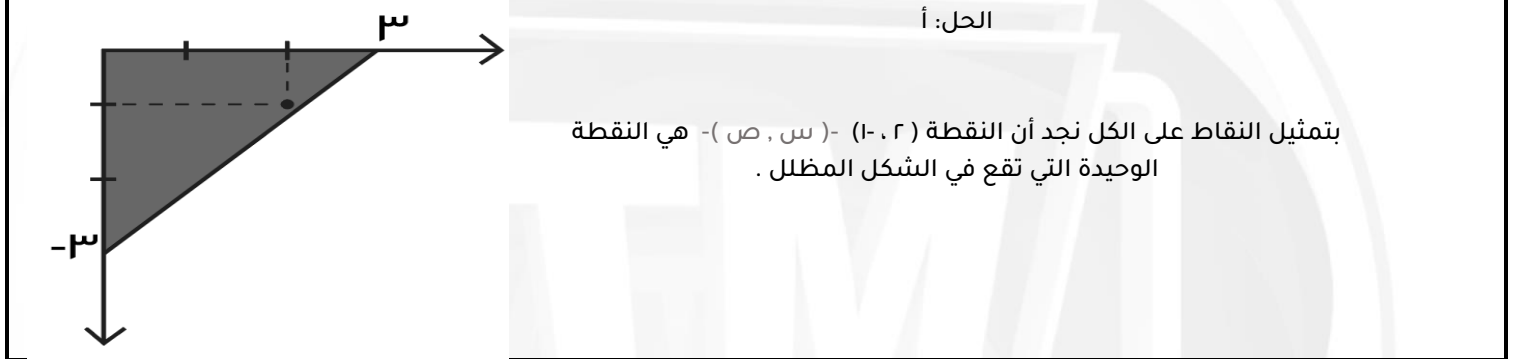 الحل: أ
بتمثيل النقاط على الكل نجد أن النقطة ( ٢ ، -١) -( س , ص )- هي النقطة
الوحيدة التي تقع في الشكل المظلل .
٣
-٣